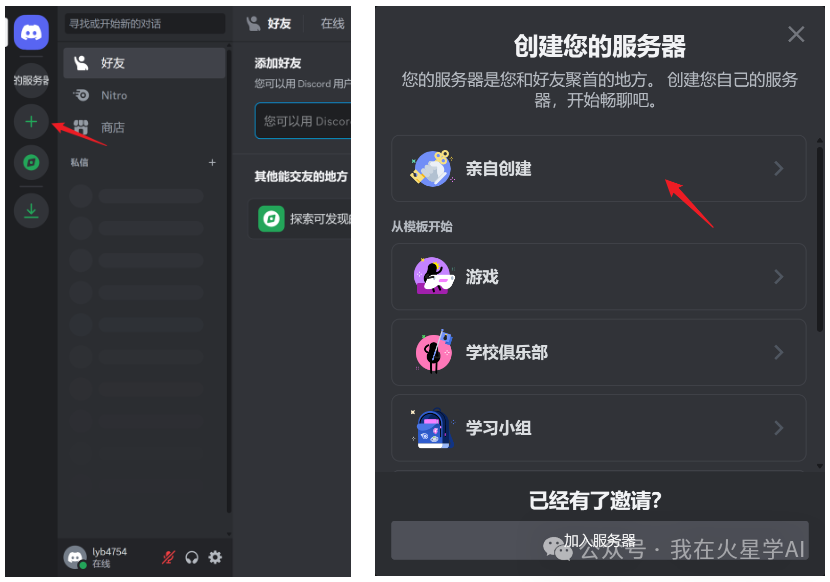 寻找或开始新的对话
的服务器
好友
Nitro
商店
私信
lyb4754
在线
好友
在线
添加好友
您可以用 Discord 用户
您可以用 Discor
其他能交友的地方
探索可发现的
创建您的服务器
您的服务器是您和好友聚首的地方。创建您自己的服务
器，开始畅聊吧。
亲自创建
从模板开始
游戏
学校俱乐部
学习小组
已经有了邀请?
加入服务器
公众号 · 我在火星学AI